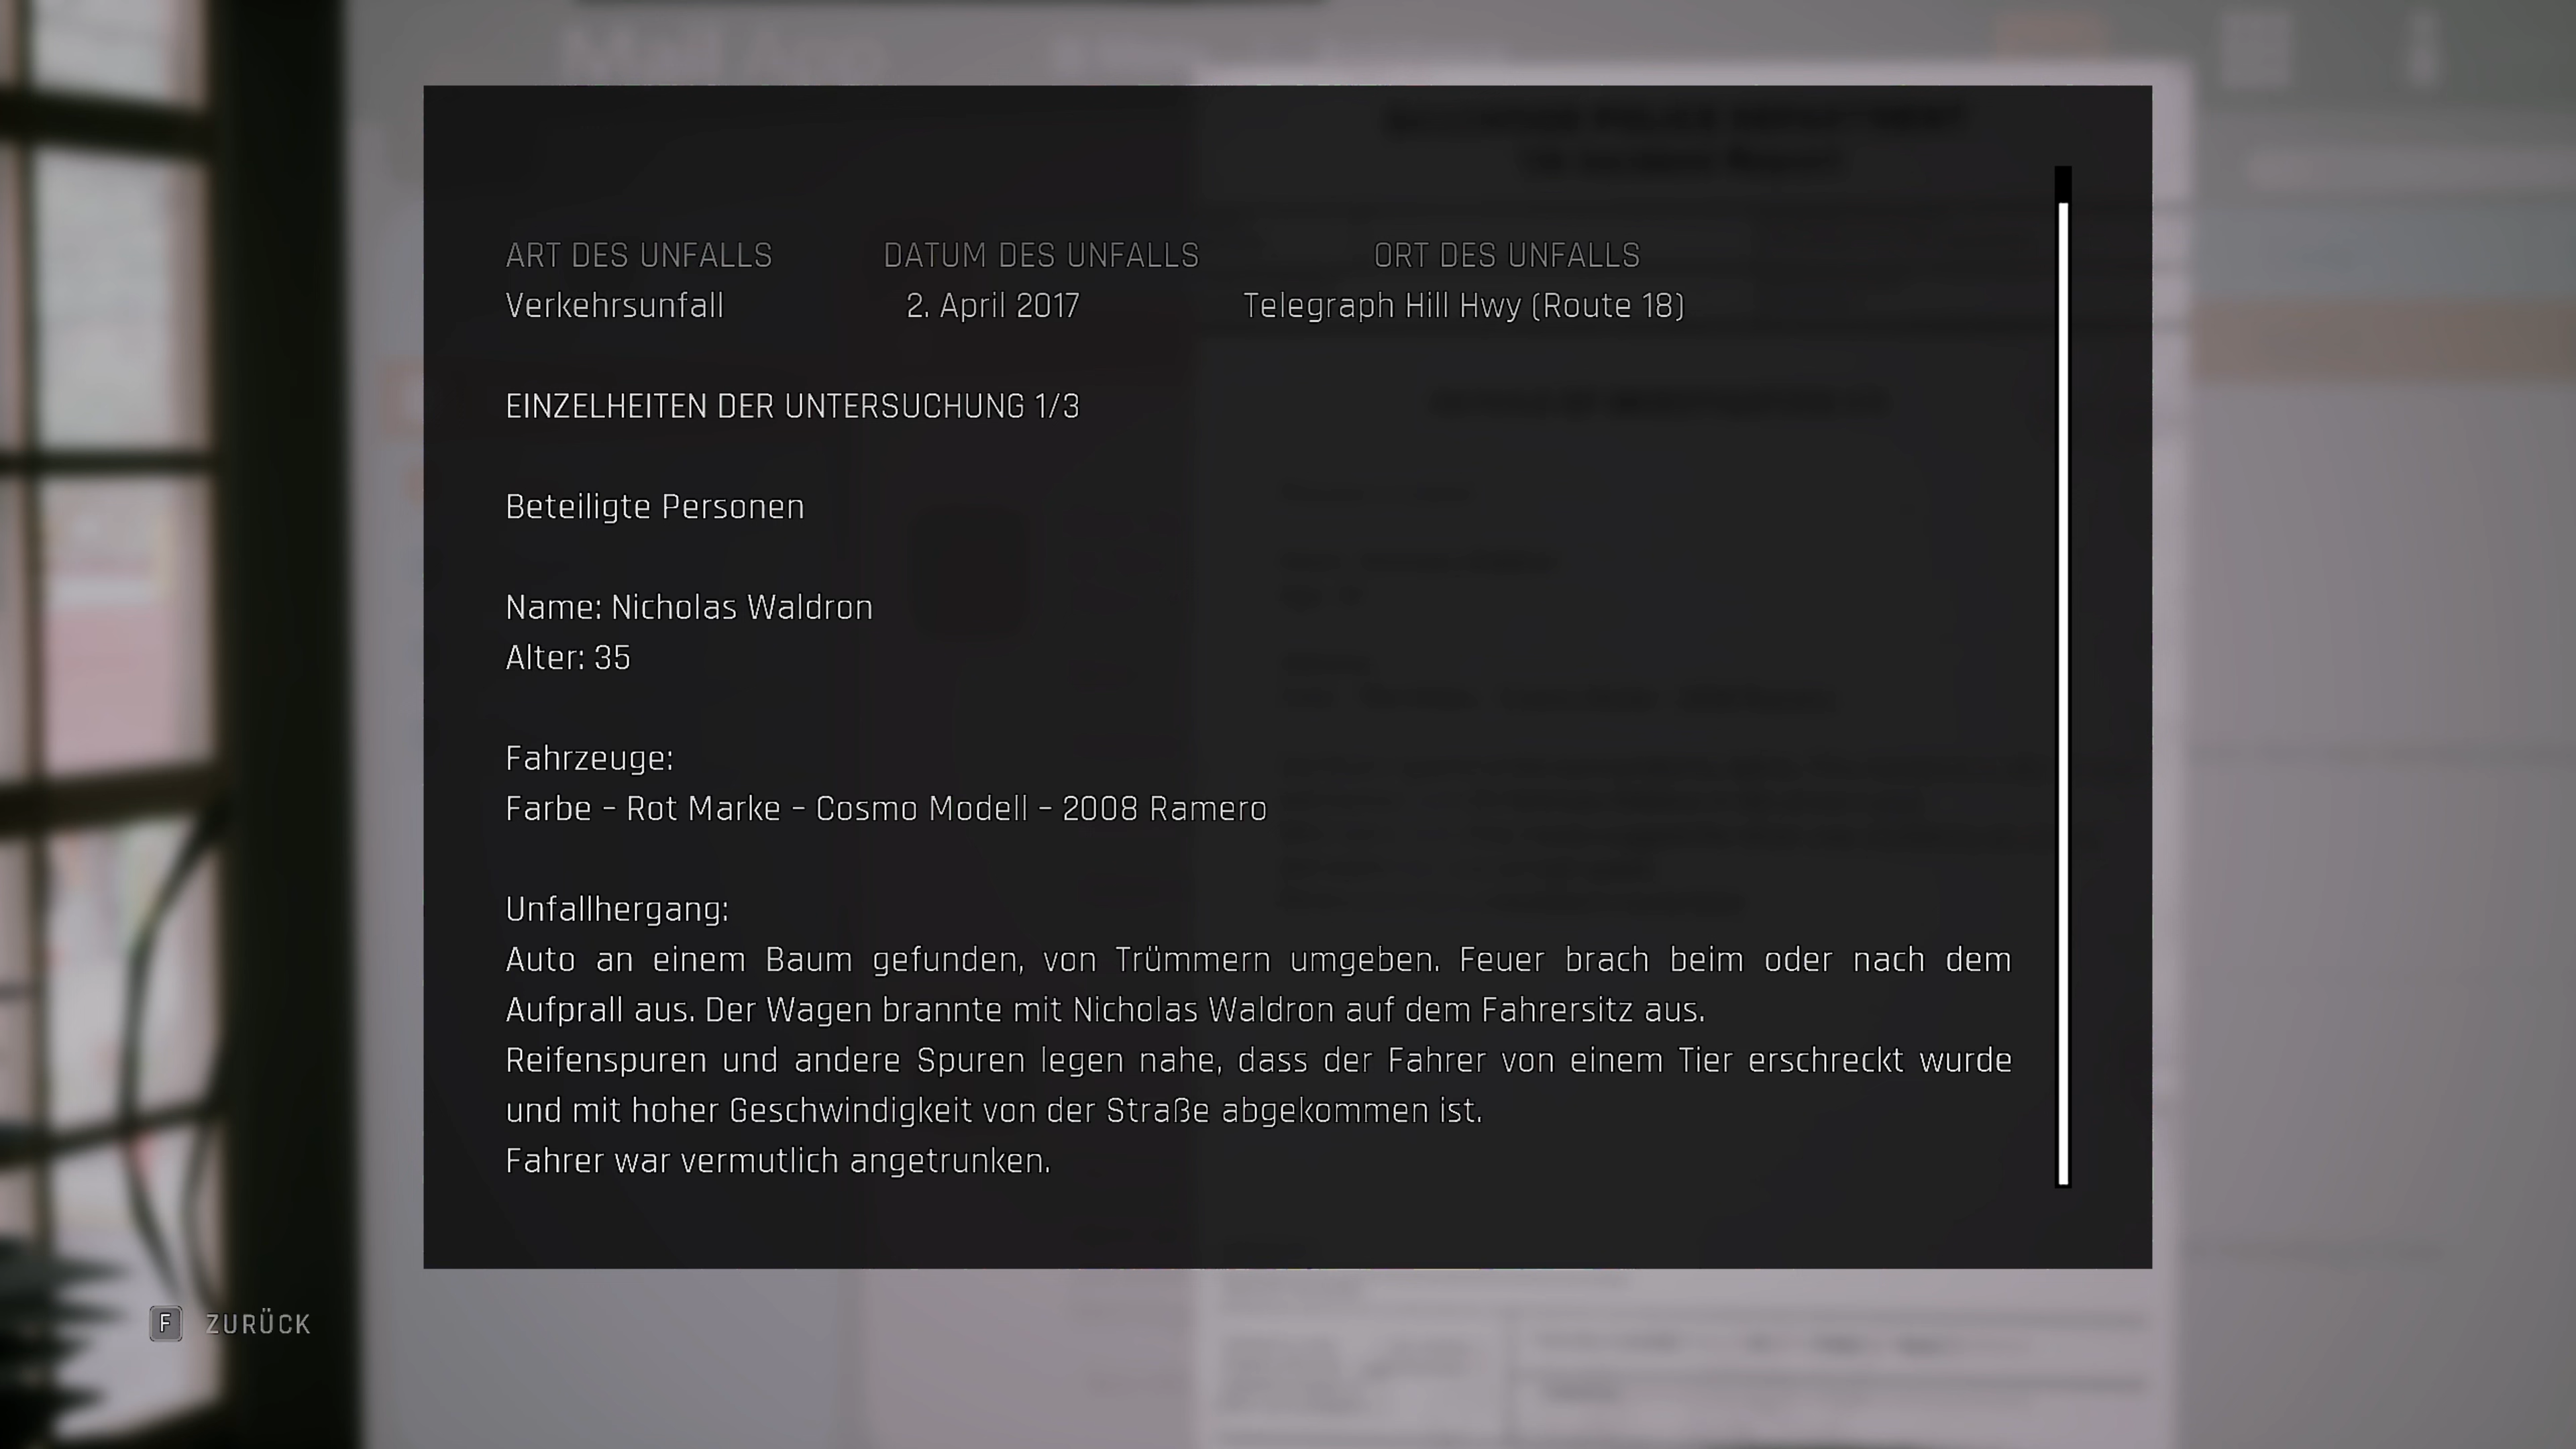 Mail App
ART DES UNFALLS DATUM DES UNFALLS ORT DES UNFALLS
Verkehrsunfall 2. April 2017 Telegraph Hill Hwy (Route 18)
EINZELHEITEN DER UNTERSUCHUNG 1/3
Beteiligte Personen
Name: Nicholas Waldron
Alter: 35
Fahrzeuge:
Farbe - Rot Marke - Cosmo Modell - 2008 Ramero
Unfallhergang:
Auto an einem Baum gefunden, von Trümmern umgeben. Feuer brach beim oder nach dem
Aufprall aus. Der Wagen brannte mit Nicholas Waldron auf dem Fahrersitz aus.
Reifenspuren und andere Spuren legen nahe, dass der Fahrer von einem Tier erschreckt wurde
und mit hoher Geschwindigkeit von der Straße abgekommen ist.
Fahrer war vermutlich angetrunken.
F ZURÜCK